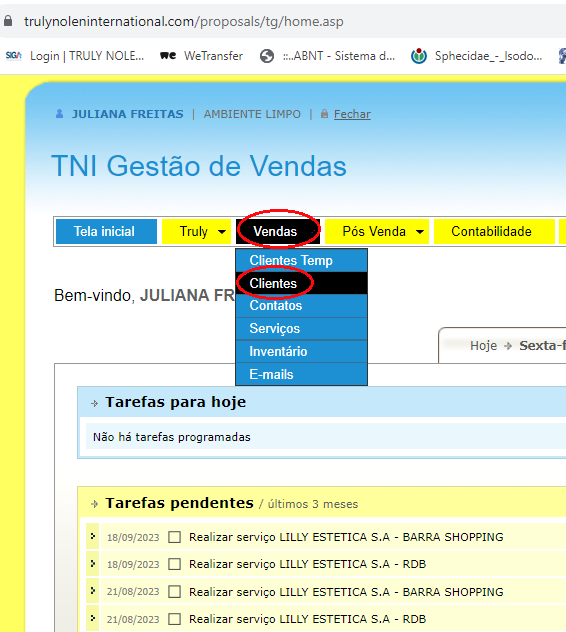 trulynoleninternational.com/proposals/tg/home.asp
SIGA Login | TRULY NOLE... we WeTransfer ::..ABNT - Sistema d... Sphecidae_-_Isodo...
JULIANA FREITAS | AMBIENTE LIMPO | Fechar
TNI Gestão de Vendas
Tela inicial Truly Vendas Pós Venda Contabilidade
Clientes Temp
Clientes
Bem-vindo, JULIANA FR
Contatos
Serviços
Inventário
E-mails
Hoje → Sexta-f
Tarefas para hoje
Não há tarefas programadas
Tarefas pendentes / últimos 3 meses
18/09/2023 Realizar serviço LILLY ESTETICA S.A - BARRA SHOPPING
18/09/2023 Realizar serviço LILLY ESTETICA S.A - RDB
21/08/2023 Realizar serviço LILLY ESTETICA S.A - BARRA SHOPPING
21/08/2023 Realizar serviço LILLY ESTETICA S.A - RDB